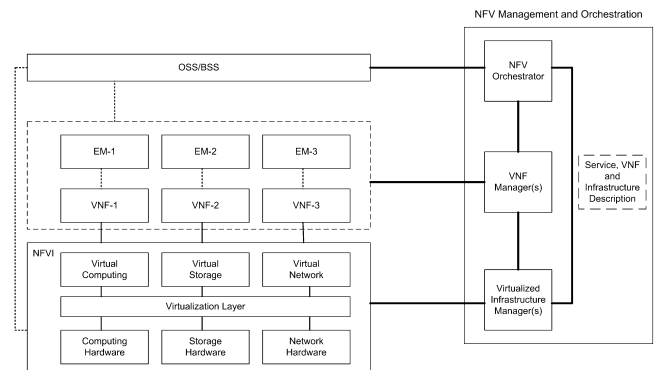 NFV Management and Orchestration
OSS/BSS
NFV
Orchestrator
EM-1
EM-2
EM-3
VNF
Manager(s)
Service, VNF
and
Infrastructure
Description
VNF-1
VNF-2
VNF-3
NFVI
Virtual
Computing
Virtual
Storage
Virtual
Network
Virtualization Layer
Virtualized
Infrastructure
Manager(s)
Computing
Hardware
Storage
Hardware
Network
Hardware